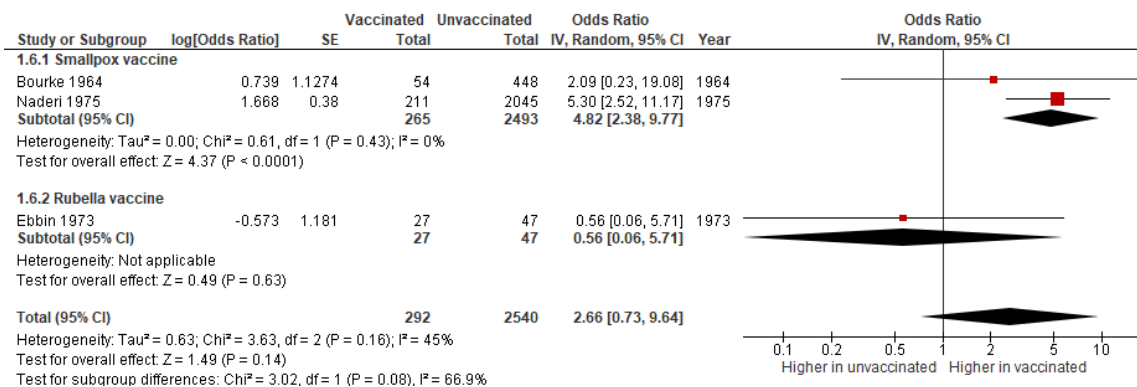 Vaccinated Unvaccinated Odds Ratio Odds Ratio
Study or Subgroup log[Odds Ratio] SE Total Total IV, Random, 95% CI Year IV, Random, 95% CI
1.6.1 Smallpox vaccine
Bourke 1964 0.739 1.1274 54 448 2.09 [0.23, 19.08] 1964
Naderi 1975 1.668 0.38 211 2045 5.30 [2.52, 11.17] 1975
Subtotal (95% CI) 265 2493 4.82 [2.38, 9.77]
Heterogeneity: Tau² = 0.00; Chi² = 0.61, df = 1 (P = 0.43); I² = 0%
Test for overall effect: Z = 4.37 (P < 0.0001)
1.6.2 Rubella vaccine
Ebbin 1973 -0.573 1.181 27 47 0.56 [0.06, 5.71] 1973
Subtotal (95% CI) 27 47 0.56 [0.06, 5.71]
Heterogeneity: Not applicable
Test for overall effect: Z = 0.49 (P = 0.63)
Total (95% CI) 292 2540 2.66 [0.73, 9.64]
Heterogeneity: Tau² = 0.63; Chi² = 3.63, df = 2 (P = 0.16); I² = 45%
Test for overall effect: Z = 1.49 (P = 0.14)
Test for subgroup differences: Chi² = 3.02, df = 1 (P = 0.08), I² = 66.9%
0.1 0.2 0.5 1 2 5 10
Higher in unvaccinated Higher in vaccinated